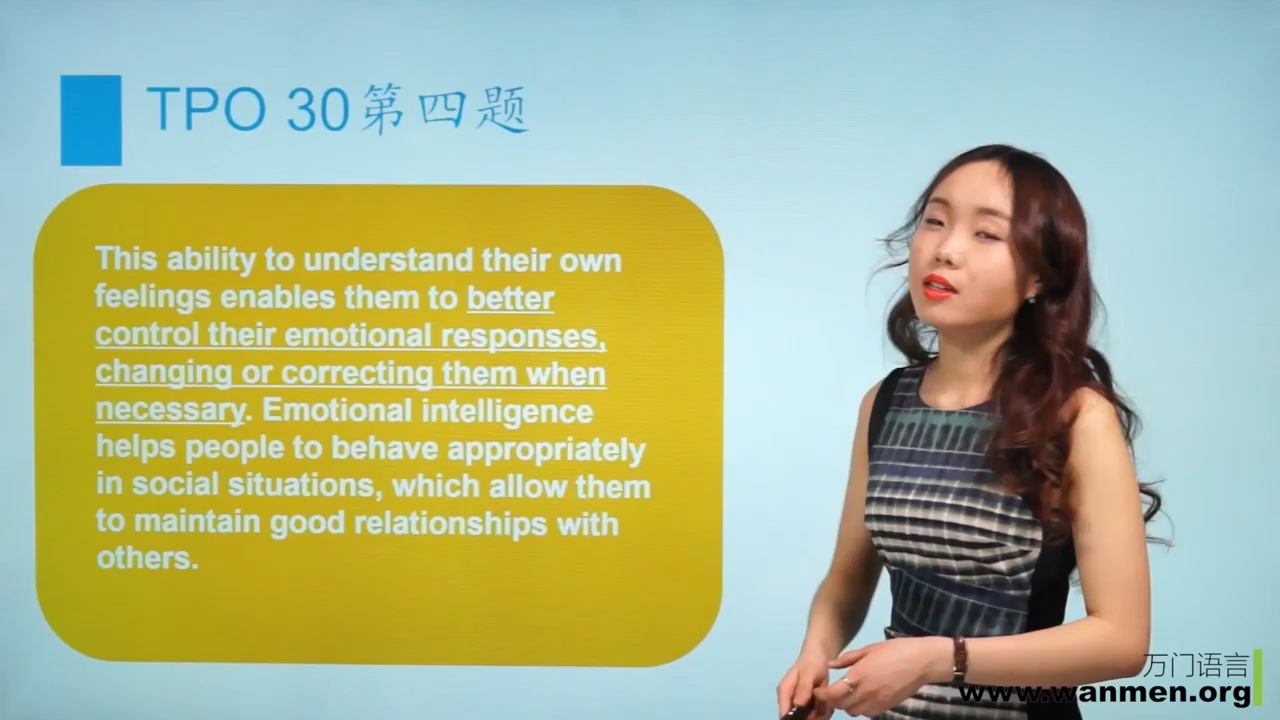 TPO 30第四题
This ability to understand their own
feelings enables them to better
control their emotional responses,
changing or correcting them when
necessary. Emotional intelligence
helps people to behave appropriately
in social situations, which allow them
to maintain good relationships with
others.
万门语言
www.wanmen.org